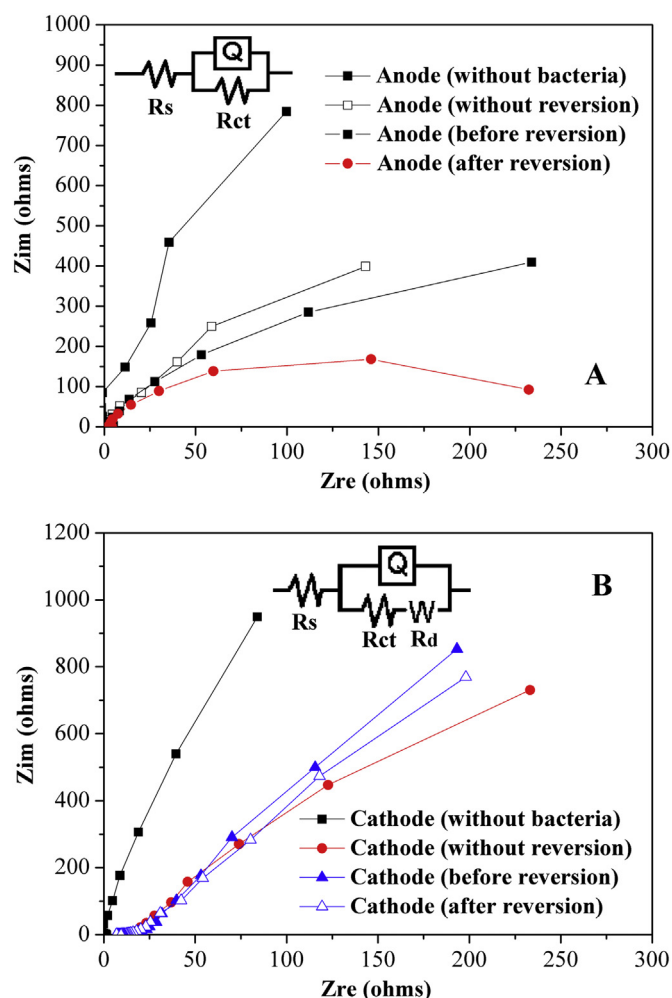 1000
900
800
700
600
500
400
300
200
100
0
Zim (ohms)
Q
Rs
Rct
Anode (without bacteria)
Anode (without reversion)
Anode (before reversion)
Anode (after reversion)
A
0 50 100 150 200 250 300
Zre (ohms)
1200
1000
800
600
400
200
0
Zim (ohms)
Q
Rs
Rct
W
Rd
B
Cathode (without bacteria)
Cathode (without reversion)
Cathode (before reversion)
Cathode (after reversion)
0 50 100 150 200 250 300
Zre (ohms)